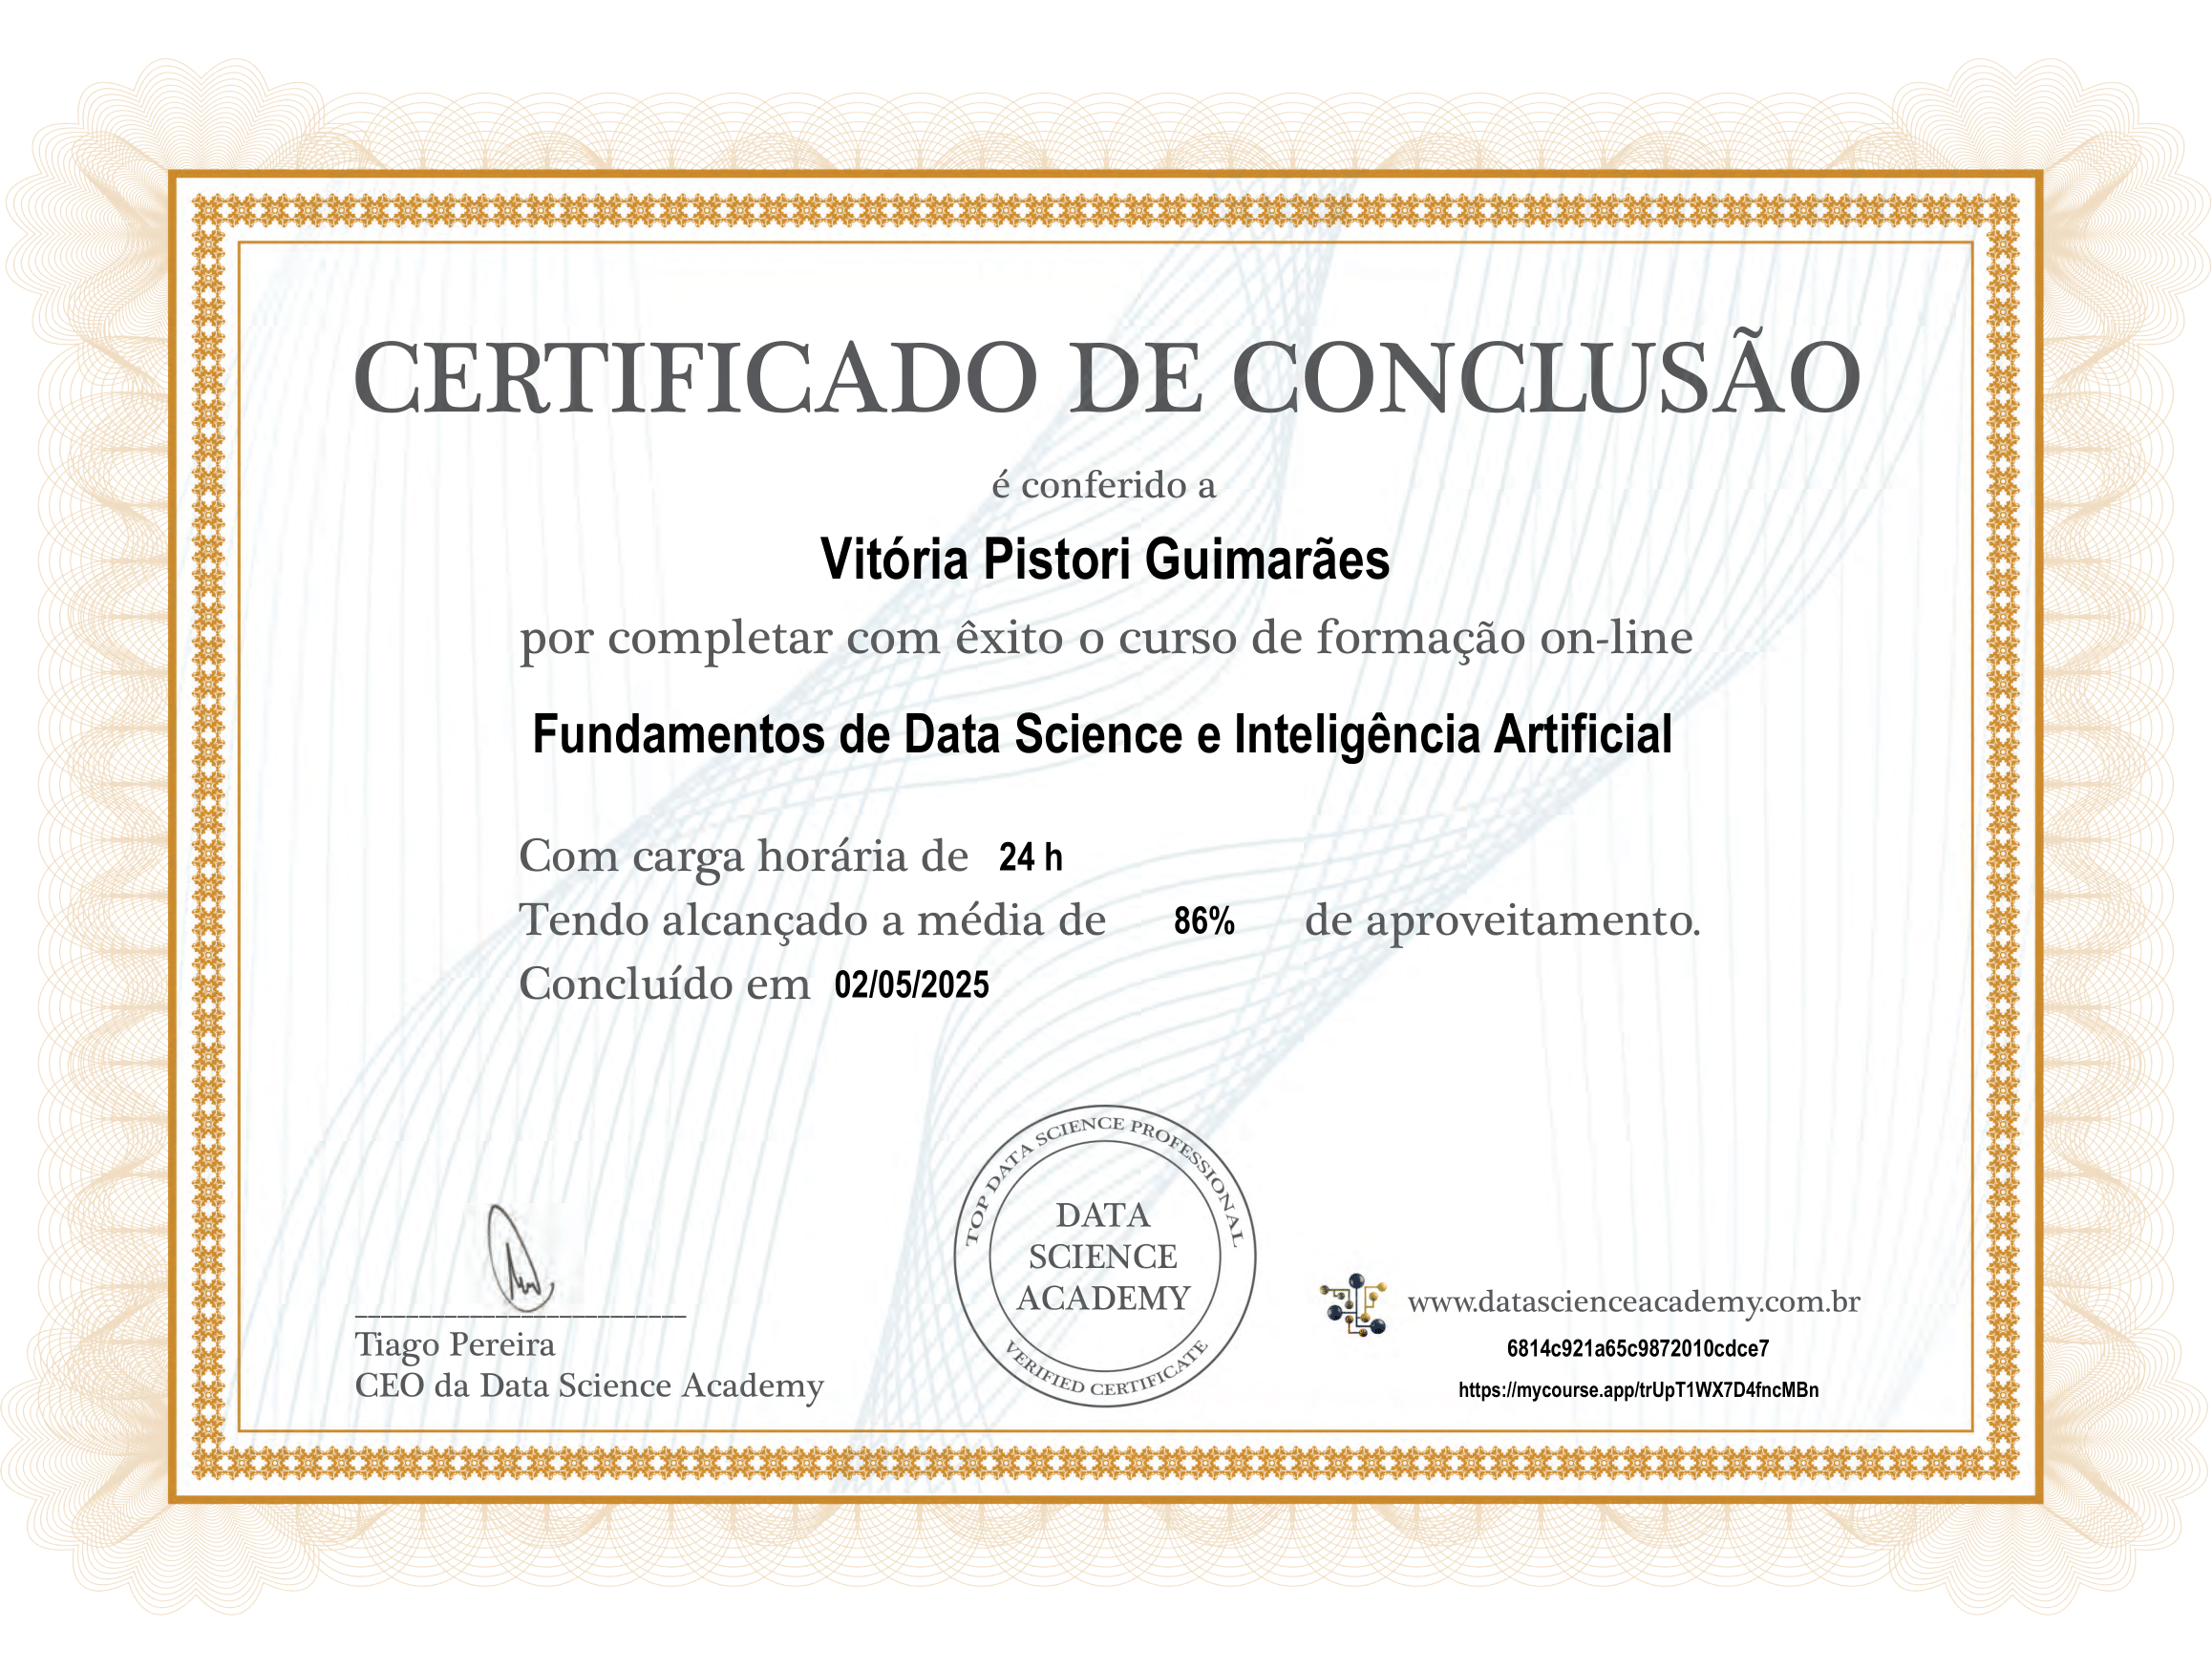 CERTIFICADO DE CONCLUSÃO
é conferido a
Vitória Pistori Guimarães
por completar com êxito o curso de formação on-line
Fundamentos de Data Science e Inteligência Artificial
Com carga horária de 24 h
Tendo alcançado a média de 86% de aproveitamento.
Concluído em 02/05/2025
Tiago Pereira
CEO da Data Science Academy
TOP DATA SCIENCE PROFESSIONAL
DATA
SCIENCE
ACADEMY
VERIFIED CERTIFICATE
www.datascienceacademy.com.br
6814c921a65c9872010cdce7
https://mycourse.app/trUpT1WX7D4fncMBn